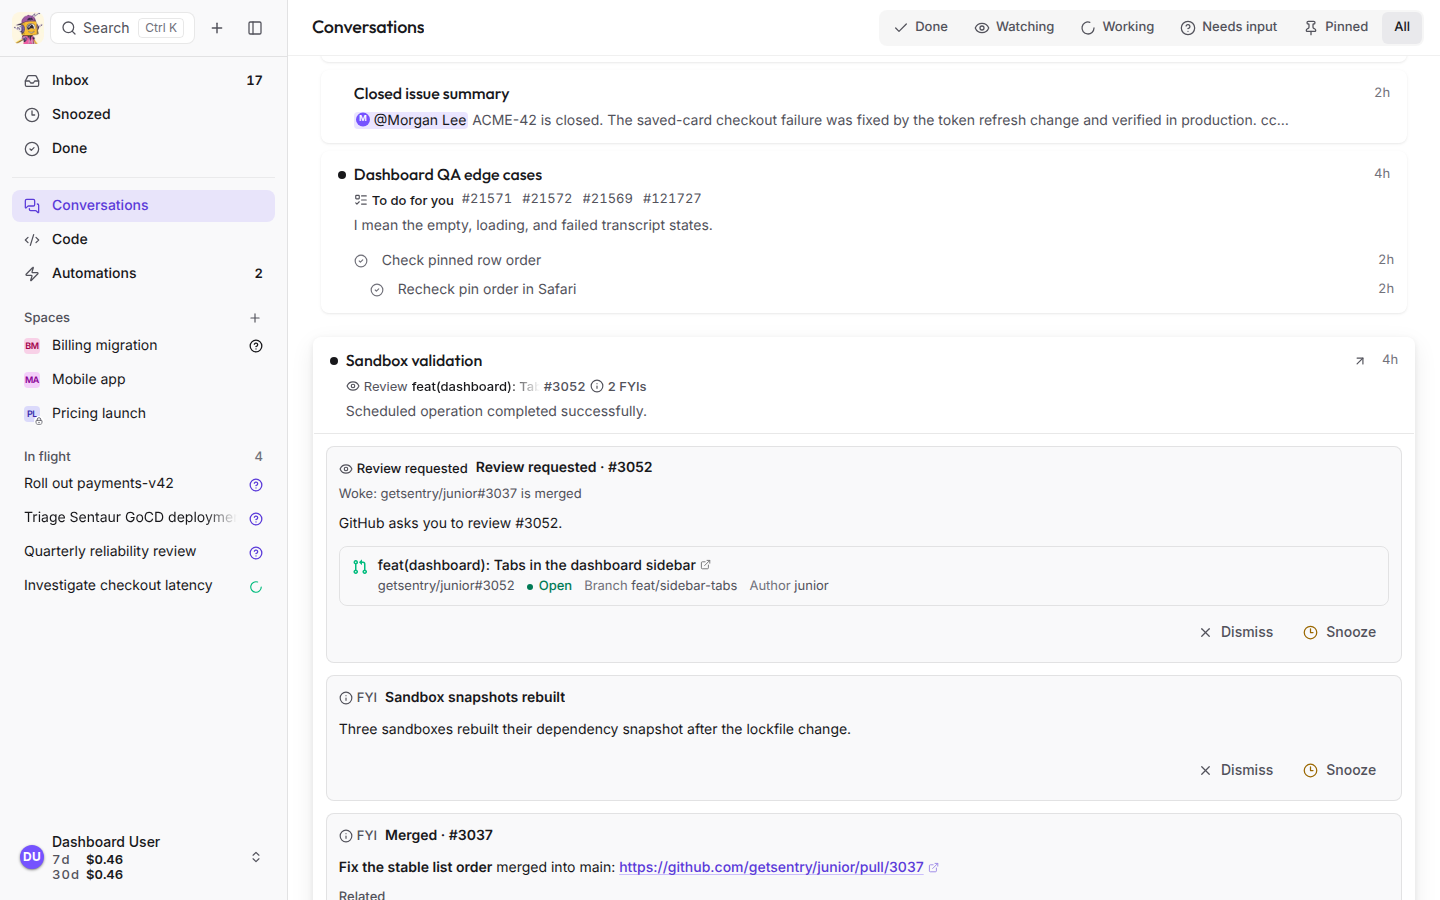 Search Ctrl K
Inbox 17
Snoozed
Done
Conversations
Code
Automations 2
Spaces
BM Billing migration
MA Mobile app
PL Pricing launch
In flight 4
Roll out payments-v42
Triage Sentaur GoCD deployme
Quarterly reliability review
Investigate checkout latency
DU Dashboard User
7d $0.46
30d $0.46
Conversations
Done Watching Working Needs input Pinned All
Closed issue summary 2h
M @Morgan Lee ACME-42 is closed. The saved-card checkout failure was fixed by the token refresh change and verified in production. cc...
Dashboard QA edge cases 4h
To do for you #21571 #21572 #21569 #121727
I mean the empty, loading, and failed transcript states.
Check pinned row order 2h
Recheck pin order in Safari 2h
Sandbox validation 4h
Review feat(dashboard): Tab #3052 2 FYIs
Scheduled operation completed successfully.
Review requested Review requested · #3052
Woke: getsentry/junior#3037 is merged
GitHub asks you to review #3052.
feat(dashboard): Tabs in the dashboard sidebar
getsentry/junior#3052 Open Branch feat/sidebar-tabs Author junior
Dismiss Snooze
FYI Sandbox snapshots rebuilt
Three sandboxes rebuilt their dependency snapshot after the lockfile change.
Dismiss Snooze
FYI Merged · #3037
Fix the stable list order merged into main: https://github.com/getsentry/junior/pull/3037
Related